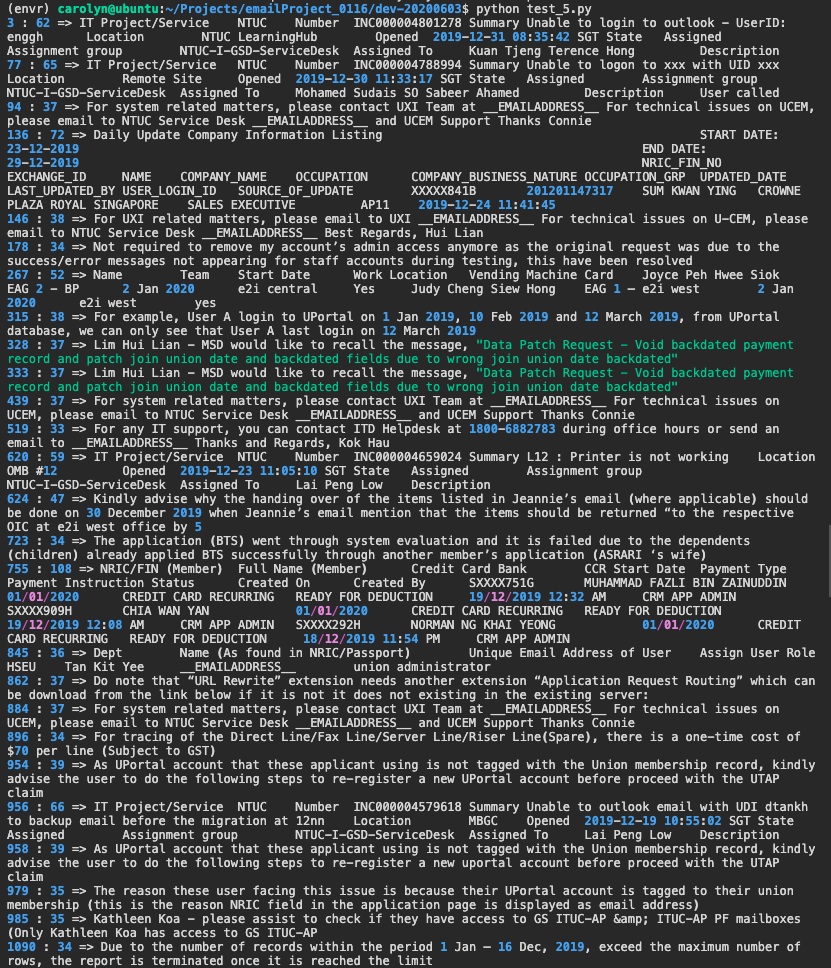 (envr) carolyn@ubuntu:~/Projects/emailProject_0116/dev-20200603$ python test_5.py
3 : 62 => IT Project/Service NTUC Number INC000004801278 Summary Unable to login to outlook – UserID:
enggh Location NTUC LearningHub Opened 2019-12-31 08:35:42 SGT State Assigned
Assignment group NTUC-I-GSD-ServiceDesk Assigned To Kuan Tjeng Terence Hong Description
77 : 65 => IT Project/Service NTUC Number INC000004788994 Summary Unable to logon to xxx with UID xxx
Location Remote Site Opened 2019-12-30 11:33:17 SGT State Assigned Assignment group
NTUC-I-GSD-ServiceDesk Assigned To Mohamed Sudais SO Sabeer Ahamed Description User called
94 : 37 => For system related matters, please contact UXI Team at __EMAILADDRESS__ For technical issues on UCEM,
please email to NTUC Service Desk __EMAILADDRESS__ and UCEM Support Thanks Connie
136 : 72 => Daily Update Company Information Listing START DATE:
23-12-2019 END DATE:
29-12-2019 NRIC_FIN_NO
EXCHANGE_ID NAME COMPANY_NAME OCCUPATION COMPANY_BUSINESS_NATURE OCCUPATION_GRP UPDATED_DATE
LAST_UPDATED_BY USER_LOGIN_ID SOURCE_OF_UPDATE XXXXX841B 201201147317 SUM KWAN YING CROWNE
PLAZA ROYAL SINGAPORE SALES EXECUTIVE AP11 2019-12-24 11:41:45
146 : 38 => For UXI related matters, please email to UXI __EMAILADDRESS__ For technical issues on U-CEM, please
email to NTUC Service Desk __EMAILADDRESS__ Best Regards, Hui Lian
178 : 34 => Not required to remove my account’s admin access anymore as the original request was due to the
success/error messages not appearing for staff accounts during testing, this have been resolved
267 : 52 => Name Team Start Date Work Location Vending Machine Card Joyce Peh Hwee Siok
EAG 2 – BP 2 Jan 2020 e2i central Yes Judy Cheng Siew Hong EAG 1 – e2i west 2 Jan
2020 e2i west yes
315 : 38 => For example, User A login to UPortal on 1 Jan 2019, 10 Feb 2019 and 12 March 2019, from UPortal
database, we can only see that User A last login on 12 March 2019
328 : 37 => Lim Hui Lian – MSD would like to recall the message, "Data Patch Request – Void backdated payment
record and patch join union date and backdated fields due to wrong join union date backdated"
333 : 37 => Lim Hui Lian – MSD would like to recall the message, "Data Patch Request – Void backdated payment
record and patch join union date and backdated fields due to wrong join union date backdated"
439 : 37 => For system related matters, please contact UXI Team at __EMAILADDRESS__ For technical issues on
UCEM, please email to NTUC Service Desk __EMAILADDRESS__ and UCEM Support Thanks Connie
519 : 33 => For any IT support, you can contact ITD Helpdesk at 1800-6882783 during office hours or send an
email to __EMAILADDRESS__ Thanks and Regards, Kok Hau
620 : 59 => IT Project/Service NTUC Number INC000004659024 Summary L12 : Printer is not working Location
OMB #12 Opened 2019-12-23 11:05:10 SGT State Assigned Assignment group
NTUC-I-GSD-ServiceDesk Assigned To Lai Peng Low Description
624 : 47 => Kindly advise why the handing over of the items listed in Jeannie’s email (where applicable) should
be done on 30 December 2019 when Jeannie’s email mention that the items should be returned “to the respective
OIC at e2i west office by 5
723 : 34 => The application (BTS) went through system evaluation and it is failed due to the dependents
(children) already applied BTS successfully through another member’s application (ASRARI ‘s wife)
755 : 108 => NRIC/FIN (Member) Full Name (Member) Credit Card Bank CCR Start Date Payment Type
Payment Instruction Status Created On Created By SXXXX751G MUHAMMAD FAZLI BIN ZAINUDDIN
01/01/2020 CREDIT CARD RECURRING READY FOR DEDUCTION 19/12/2019 12:32 AM CRM APP ADMIN
SXXXX909H CHIA WAN YAN 01/01/2020 CREDIT CARD RECURRING READY FOR DEDUCTION
19/12/2019 12:08 AM CRM APP ADMIN SXXXX292H NORMAN NG KHAI YEONG 01/01/2020 CREDIT
CARD RECURRING READY FOR DEDUCTION 18/12/2019 11:54 PM CRM APP ADMIN
845 : 36 => Dept Name (As found in NRIC/Passport) Unique Email Address of User Assign User Role
HSEU Tan Kit Yee __EMAILADDRESS__ union administrator
862 : 37 => Do note that “URL Rewrite” extension needs another extension “Application Request Routing” which can
be download from the link below if it is not it does not existing in the existing server:
884 : 37 => For system related matters, please contact UXI Team at __EMAILADDRESS__ For technical issues on
UCEM, please email to NTUC Service Desk __EMAILADDRESS__ and UCEM Support Thanks Connie
896 : 34 => For tracing of the Direct Line/Fax Line/Server Line/Riser Line(Spare), there is a one-time cost of
$70 per line (Subject to GST)
954 : 39 => As UPortal account that these applicant using is not tagged with the Union membership record, kindly
advise the user to do the following steps to re-register a new UPortal account before proceed with the UTAP
claim
956 : 66 => IT Project/Service NTUC Number INC000004579618 Summary Unable to outlook email with UDI dtankh
to backup email before the migration at 12nn Location MBGC Opened 2019-12-19 10:55:02 SGT State
Assigned Assignment group NTUC-I-GSD-ServiceDesk Assigned To Lai Peng Low Description
958 : 39 => As UPortal account that these applicant using is not tagged with the Union membership record, kindly
advise the user to do the following steps to re-register a new uportal account before proceed with the UTAP
claim
979 : 35 => The reason these user facing this issue is because their UPortal account is tagged to their union
membership (this is the reason NRIC field in the application page is displayed as email address)
985 : 35 => Kathleen Koa – please assist to check if they have access to GS ITUC-AP &amp; ITUC-AP PF mailboxes
(Only Kathleen Koa has access to GS ITUC-AP
1090 : 34 => Due to the number of records within the period 1 Jan – 16 Dec, 2019, exceed the maximum number of
rows, the report is terminated once it is reached the limit